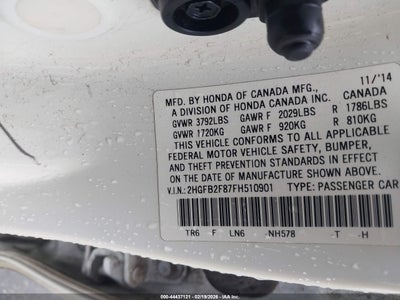 11/'14
MFD. BY HONDA OF CANADA MFG., CANADA
A DIVISION OF HONDA CANADA INC.
GVWR 3792LBS GAWR F 2029LBS R 1786LBS
GVWR 1720KG GAWR F 920KG R 810KG
THIS VEHICLE CONFORMS TO ALL APPLICABLE
FEDERAL MOTOR VEHICLE SAFETY, BUMPER,
AND THEFT PREVENTION STANDARDS IN EFFECT
ON THE DATE OF MANUFACTURE SHOWN ABOVE.
V.I.N.: 2HGFB2F87FH510901 TYPE: PASSENGER CAR
TR6 F LN6 NH578 -T -H
000-44437121 - 02/19/2026 - IAAI